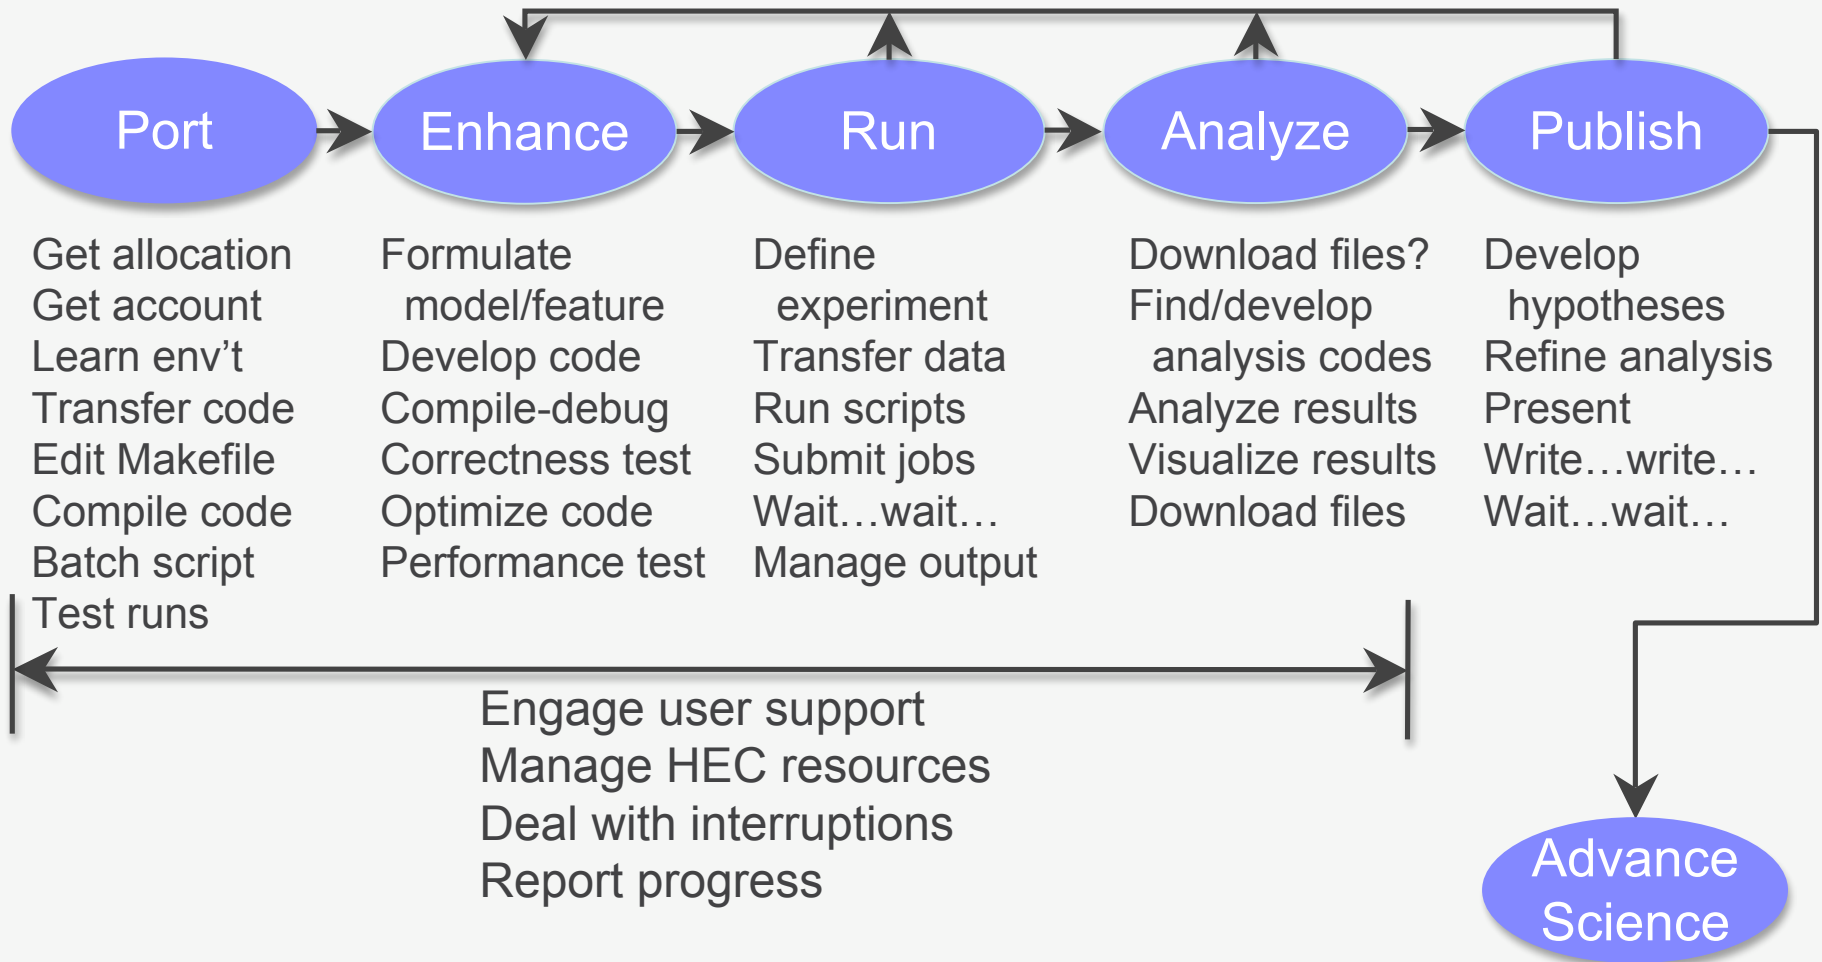 Port
Enhance
Run
Analyze
Publish
Get allocation
Get account
Learn env’t
Transfer code
Edit Makefile
Compile code
Batch script
Test runs
Formulate
model/feature
Develop code
Compile-debug
Correctness test
Optimize code
Performance test
Define
experiment
Transfer data
Run scripts
Submit jobs
Wait…wait…
Manage output
Download files?
Find/develop
analysis codes
Analyze results
Visualize results
Download files
Develop
hypotheses
Refine analysis
Present
Write…write…
Wait…wait…
Engage user support
Manage HEC resources
Deal with interruptions
Report progress
Advance
Science